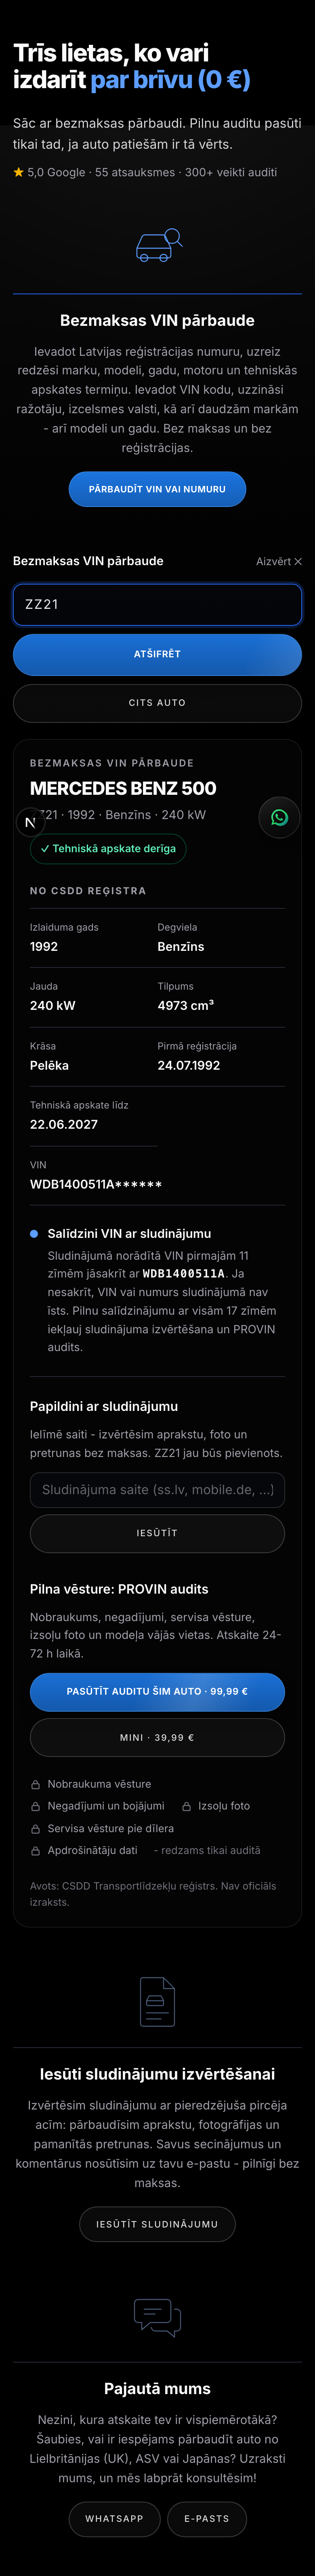 Trīs lietas, ko vari
izdarīt par brīvu (0 €)
Sāc ar bezmaksas pārbaudi. Pilnu auditu pasūti
tikai tad, ja auto patiešām ir tā vērts.
5,0 Google · 55 atsauksmes · 300+ veikti auditi
Bezmaksas VIN pārbaude
Ievadot Latvijas reģistrācijas numuru, uzreiz
redzēsi marku, modeli, gadu, motoru un tehniskās
apskates termiņu. Ievadot VIN kodu, uzzināsi
ražotāju, izcelsmes valsti, kā arī daudzām markām
- arī modeli un gadu. Bez maksas un bez
reģistrācijas.
PĀRBAUDĪT VIN VAI NUMURU
Bezmaksas VIN pārbaude
Aizvērt ✕
ZZ21
ATŠIFRĒT
CITS AUTO
BEZMAKSAS VIN PĀRBAUDE
MERCEDES BENZ 500
21 · 1992 · Benzīns · 240 kW
N
✓ Tehniskā apskate derīga
NO CSDD REĢISTRA
Izlaiduma gads
1992
Degviela
Benzīns
Jauda
240 kW
Tilpums
4973 cm³
Krāsa
Pelēka
Pirmā reģistrācija
24.07.1992
Tehniskā apskate līdz
22.06.2027
VIN
WDB1400511A******
Salīdzini VIN ar sludinājumu
Sludinājumā norādītā VIN pirmajām 11
zīmēm jāsakrīt ar WDB1400511A. Ja
nesakrīt, VIN vai numurs sludinājumā nav
īsts. Pilnu salīdzinājumu ar visām 17 zīmēm
iekļauj sludinājuma izvērtēšana un PROVIN
audits.
Papildini ar sludinājumu
Ielīmē saiti - izvērtēsim aprakstu, foto un
pretrunas bez maksas. ZZ21 jau būs pievienots.
Sludinājuma saite (ss.lv, mobile.de, ...)
IESŪTĪT
Pilna vēsture: PROVIN audits
Nobraukums, negadījumi, servisa vēsture,
izsoļu foto un modeļa vājās vietas. Atskaite 24-
72 h laikā.
PASŪTĪT AUDITU ŠIM AUTO · 99,99 €
MINI · 39,99 €
Nobraukuma vēsture
Negadījumi un bojājumi
Izsoļu foto
Servisa vēsture pie dīlera
Apdrošinātāju dati - redzams tikai auditā
Avots: CSDD Transportlīdzekļu reģistrs. Nav oficiāls
izraksts.
Iesūti sludinājumu izvērtēšanai
Izvērtēsim sludinājumu ar pieredzējuša pircēja
acīm: pārbaudīsim aprakstu, fotogrāfijas un
pamanītās pretrunas. Savus secinājumus un
komentārus nosūtīsim uz tavu e-pastu - pilnīgi bez
maksas.
IESŪTĪT SLUDINĀJUMU
Pajautā mums
Nezini, kura atskaite tev ir vispiemērotākā?
Šaubies, vai ir iespējams pārbaudīt auto no
Lielbritānijas (UK), ASV vai Japānas? Uzraksti
mums, un mēs labprāt konsultēsim!
WHATSAPP
E-PASTS